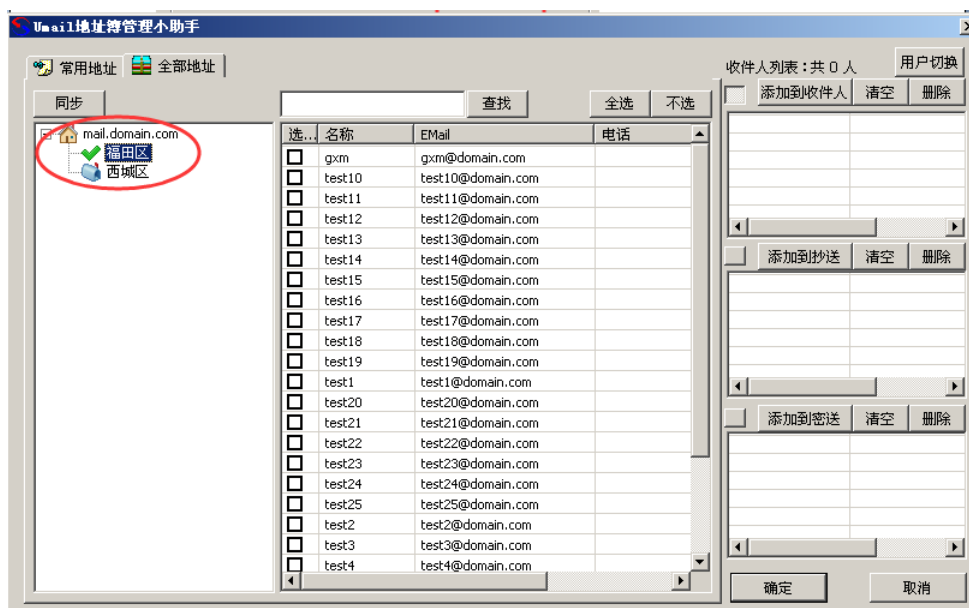 Umail地址簿管理小助手
常用地址 全部地址
收件人列表：共 0 人 用户切换
同步 查找 全选 不选
添加到收件人 清空 删除
mail.domain.com
福田区
西城区
选... 名称 EMail 电话
gxm gxm@domain.com
test10 test10@domain.com
test11 test11@domain.com
test12 test12@domain.com
test13 test13@domain.com
test14 test14@domain.com
test15 test15@domain.com
test16 test16@domain.com
test17 test17@domain.com
test18 test18@domain.com
test19 test19@domain.com
test1 test1@domain.com
test20 test20@domain.com
test21 test21@domain.com
test22 test22@domain.com
test23 test23@domain.com
test24 test24@domain.com
test25 test25@domain.com
test2 test2@domain.com
test3 test3@domain.com
test4 test4@domain.com
添加到抄送 清空 删除
添加到密送 清空 删除
确定 取消